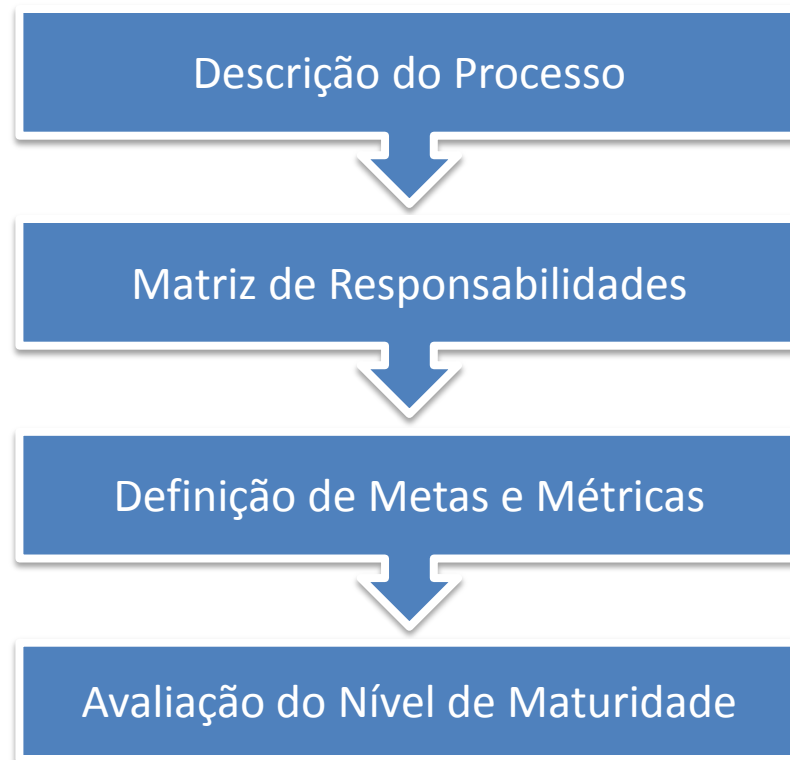 Descrição do Processo
Matriz de Responsabilidades
Definição de Metas e Métricas
Avaliação do Nível de Maturidade